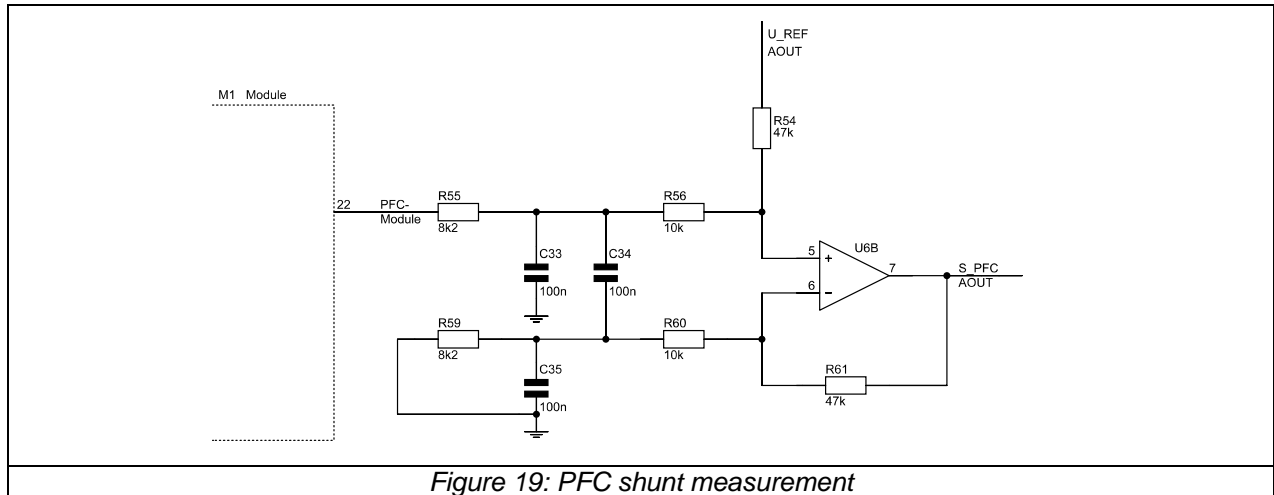 U_REF
AOUT
M1 Module
R54
47k
22
PFC-
Module
R55
8k2
R56
10k
C33
100n
C34
100n
5
+
6
−
U6B
7
S_PFC
AOUT
R59
8k2
R60
10k
C35
100n
R61
47k
Figure 19: PFC shunt measurement